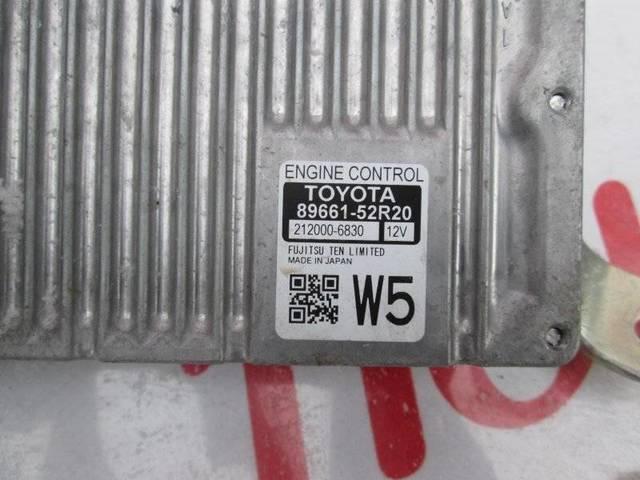 ENGINE CONTROL
TOYOTA
89661-52R20
212000-6830 12V
FUJITSU TEN LIMITED
MADE IN JAPAN
W5